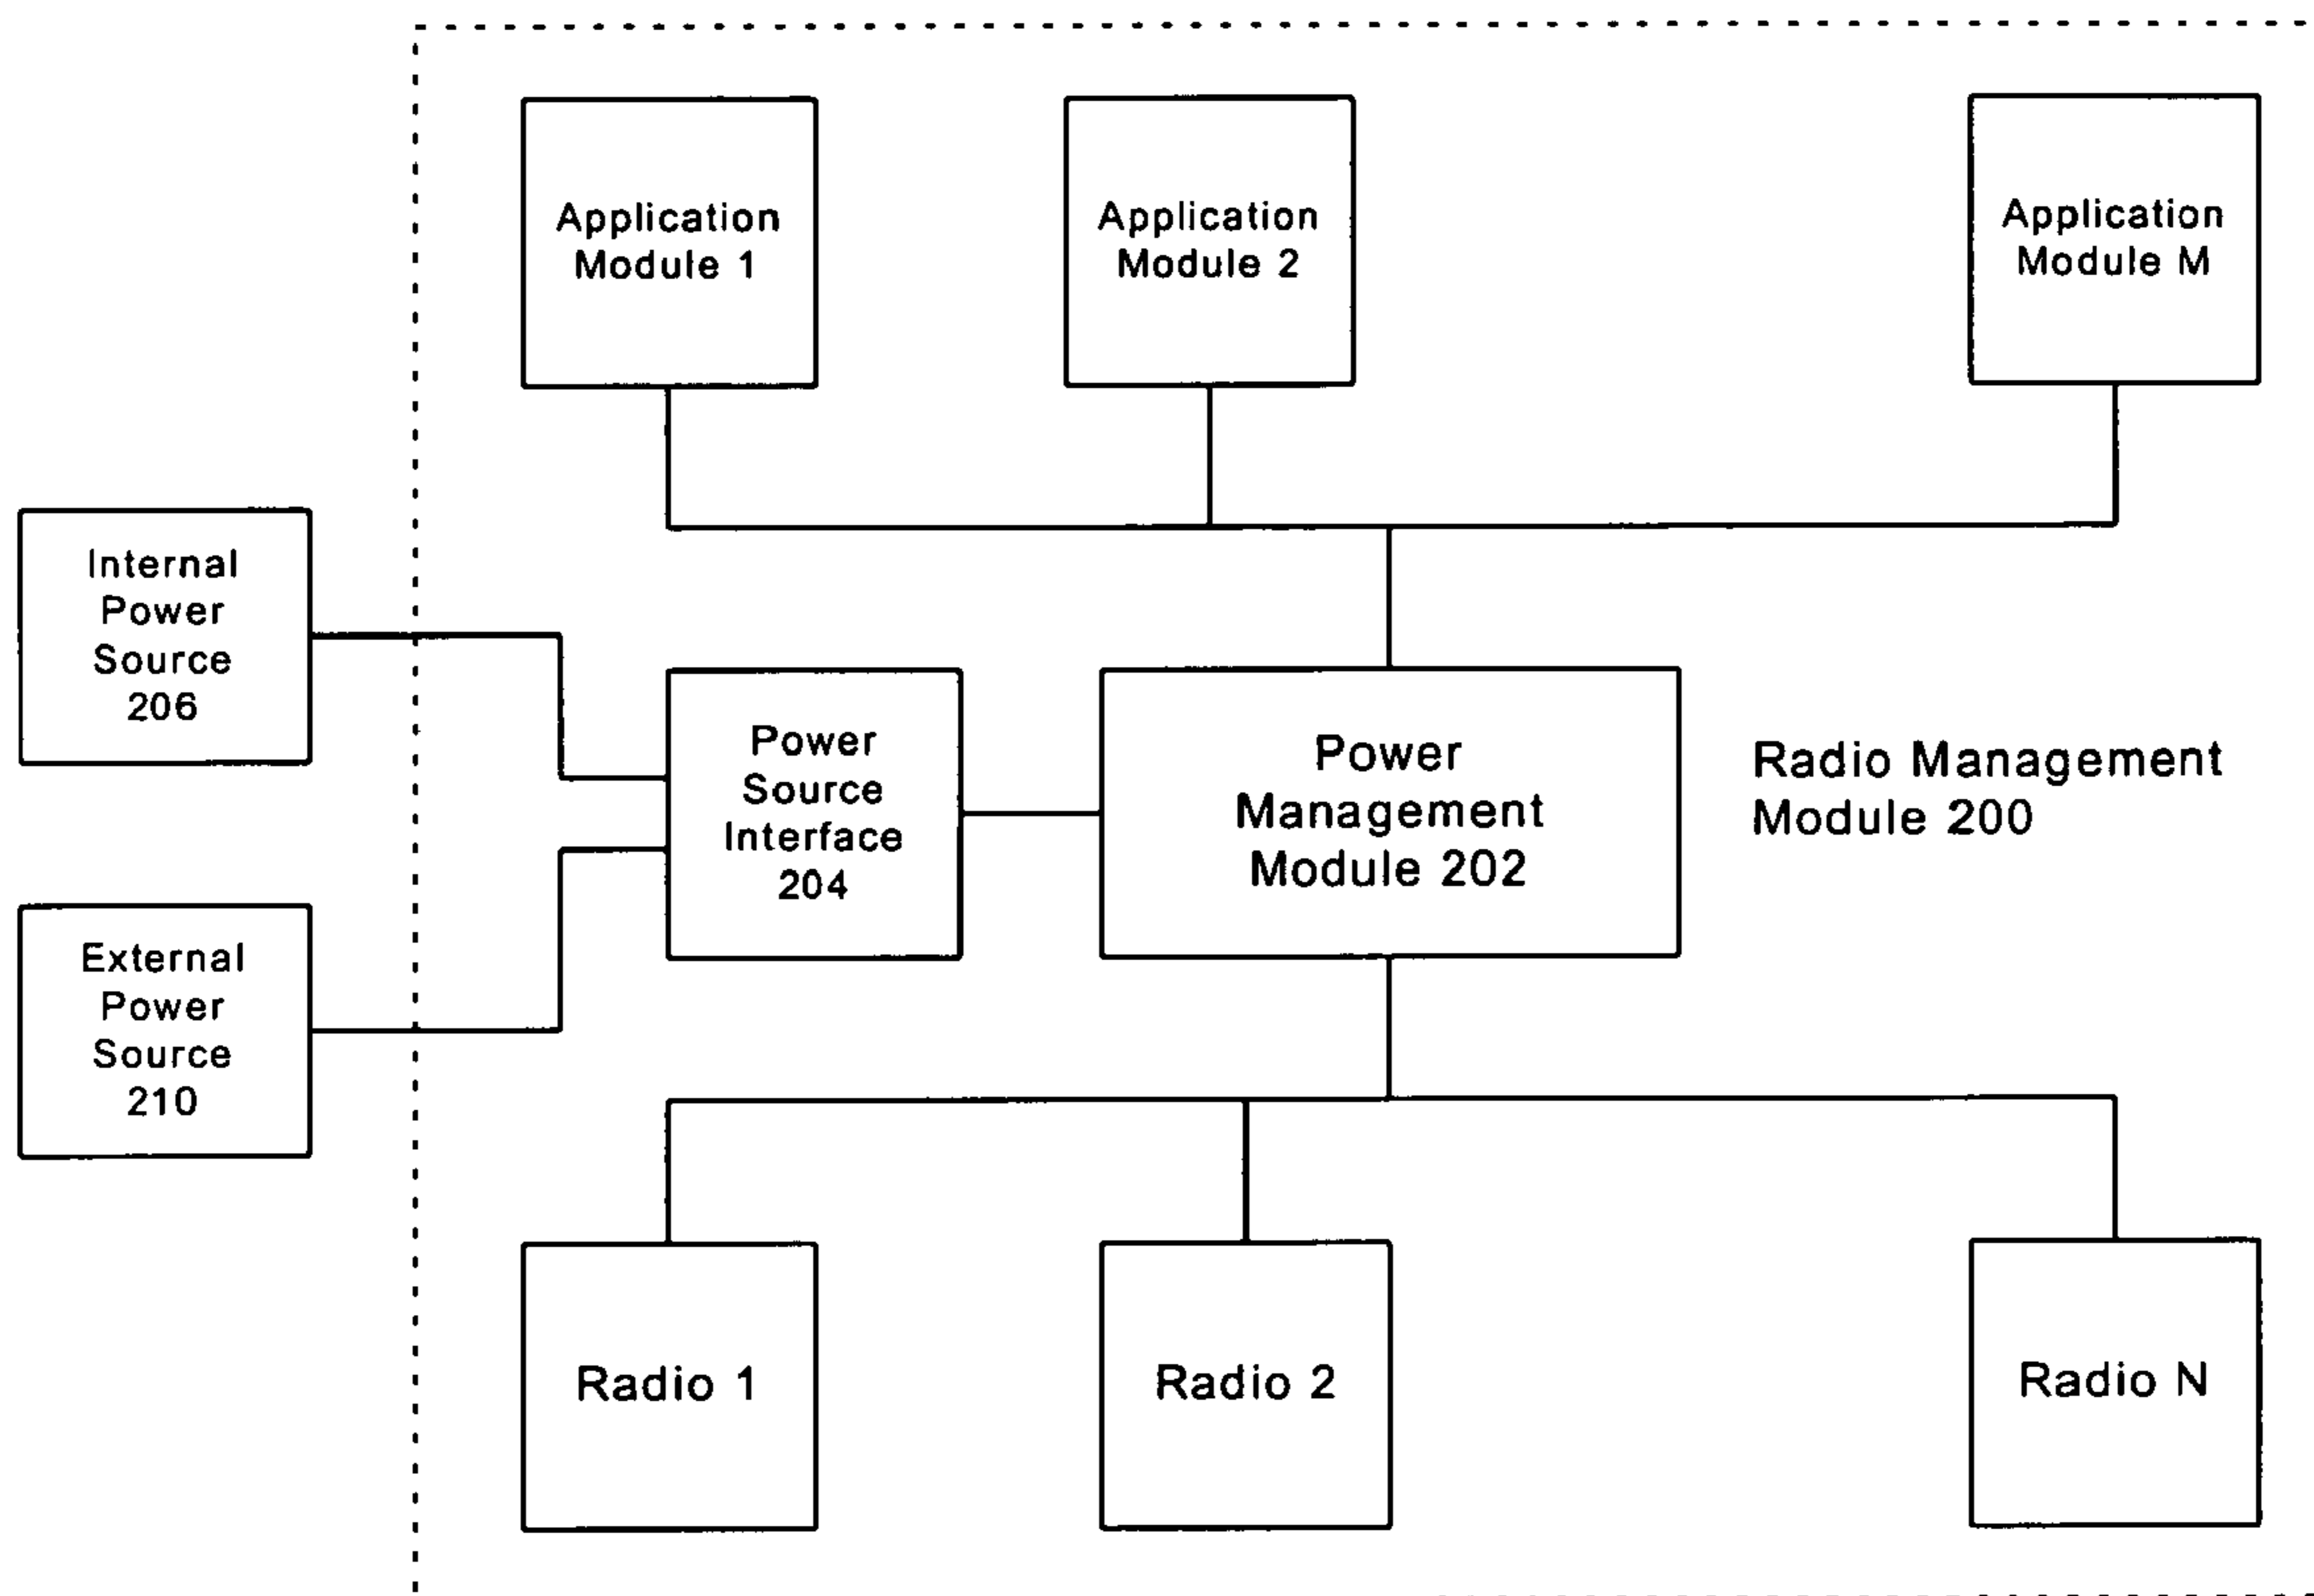 Application
Module 1
Application
Module 2
Application
Module M
Internal
Power
Source
206
Power
Source
Interface
204
Power
Management
Module 202
Radio Management
Module 200
External
Power
Source
210
Radio 1
Radio 2
Radio N